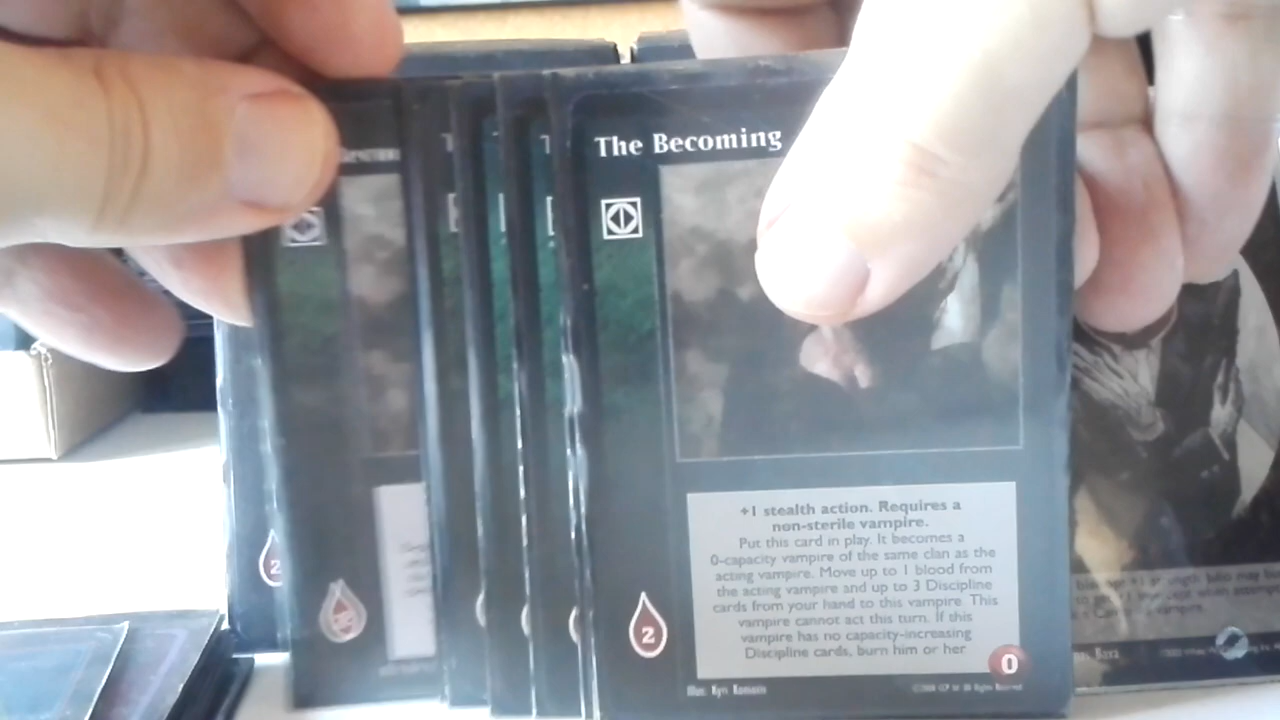 The Becoming
+1 stealth action. Requires a
non-sterile vampire.
Put this card in play. It becomes a
0-capacity vampire of the same clan as the
acting vampire. Move up to 1 blood from
the acting vampire and up to 3 Discipline
cards from your hand to this vampire. This
vampire cannot act this turn. If this
vampire has no capacity-increasing
Discipline cards, burn him or her
2
0
2